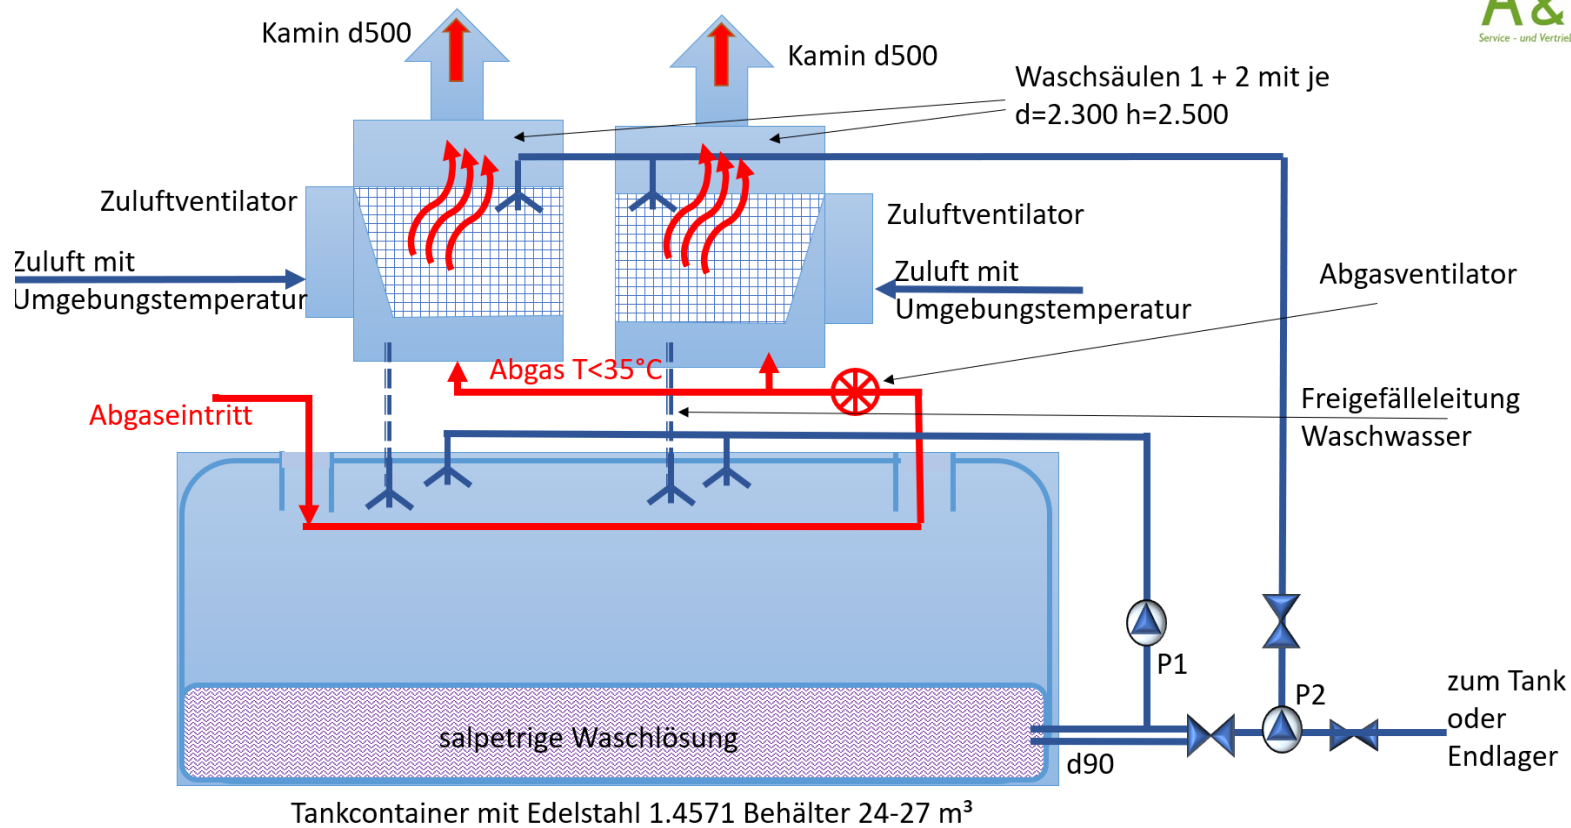 A&
Service - und Vertrie
Kamin d500
Kamin d500
Waschsäulen 1 + 2 mit je
d=2.300 h=2.500
Zuluftventilator
Zuluftventilator
Zuluft mit
Umgebungstemperatur
Zuluft mit
Umgebungstemperatur
Abgasventilator
Abgas T<35°C
Abgaseintritt
Freigefälleleitung
Waschwasser
P1
P2
zum Tank
oder
Endlager
salpetrige Waschlösung
d90
Tankcontainer mit Edelstahl 1.4571 Behälter 24-27 m³